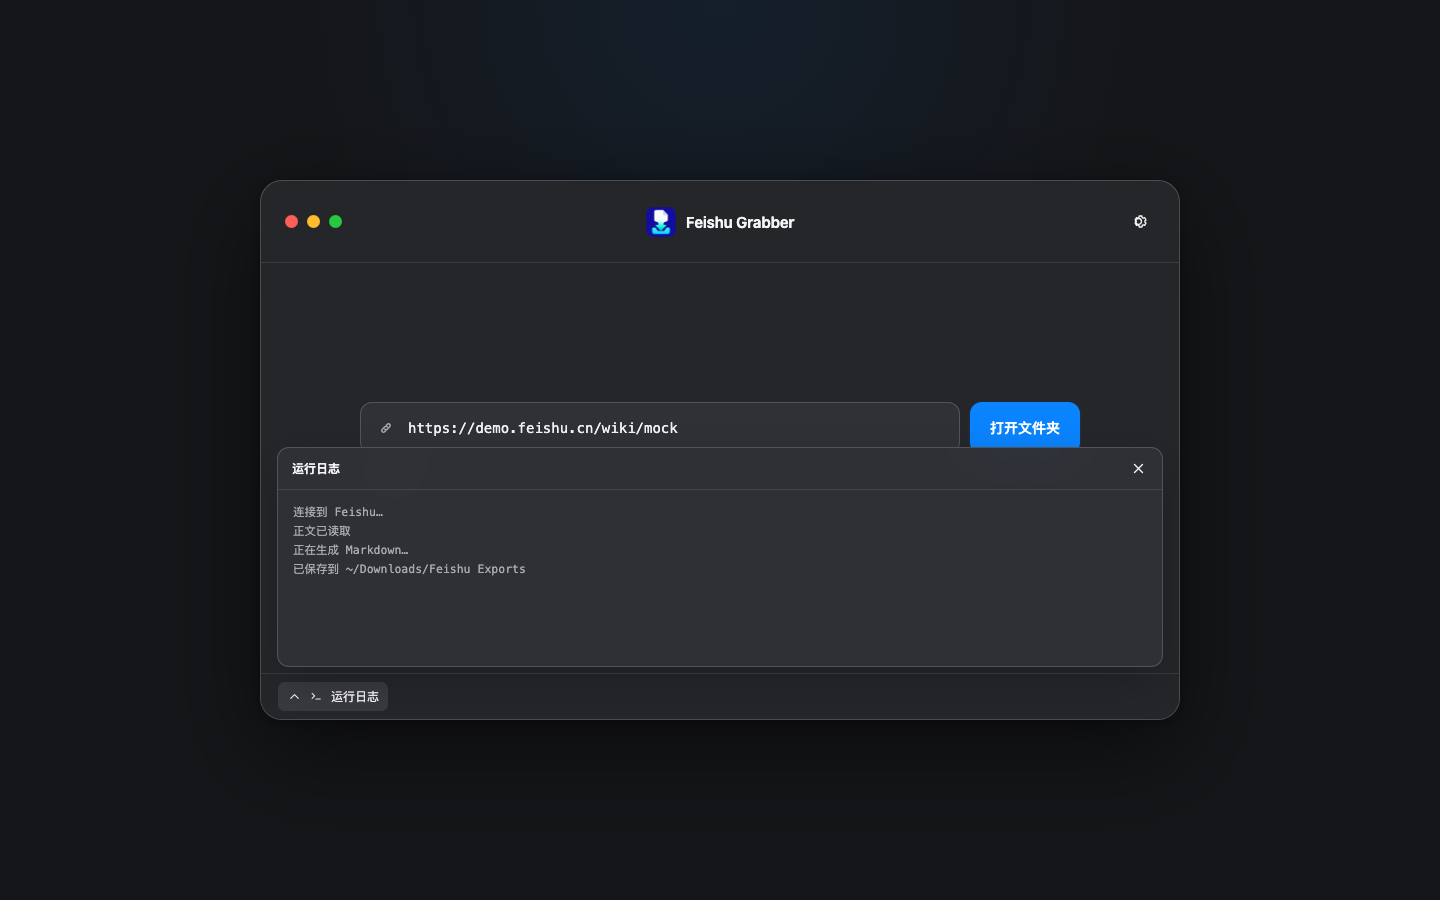 Feishu Grabber
https://demo.feishu.cn/wiki/mock
打开文件夹
运行日志
连接到 Feishu…
正文已读取
正在生成 Markdown…
已保存到 ~/Downloads/Feishu Exports
运行日志